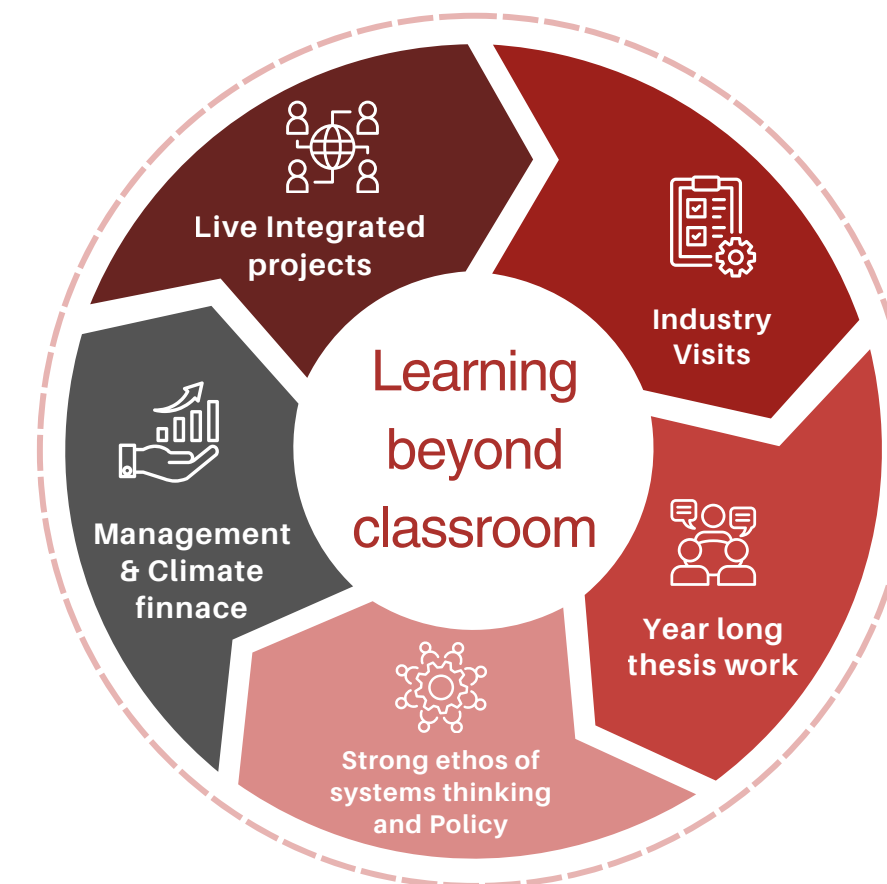 Live Integrated
projects
Industry
Visits
Learning
beyond
classroom
Year long
thesis work
Strong ethos of
systems thinking
and Policy
Management
& Climate
finnace